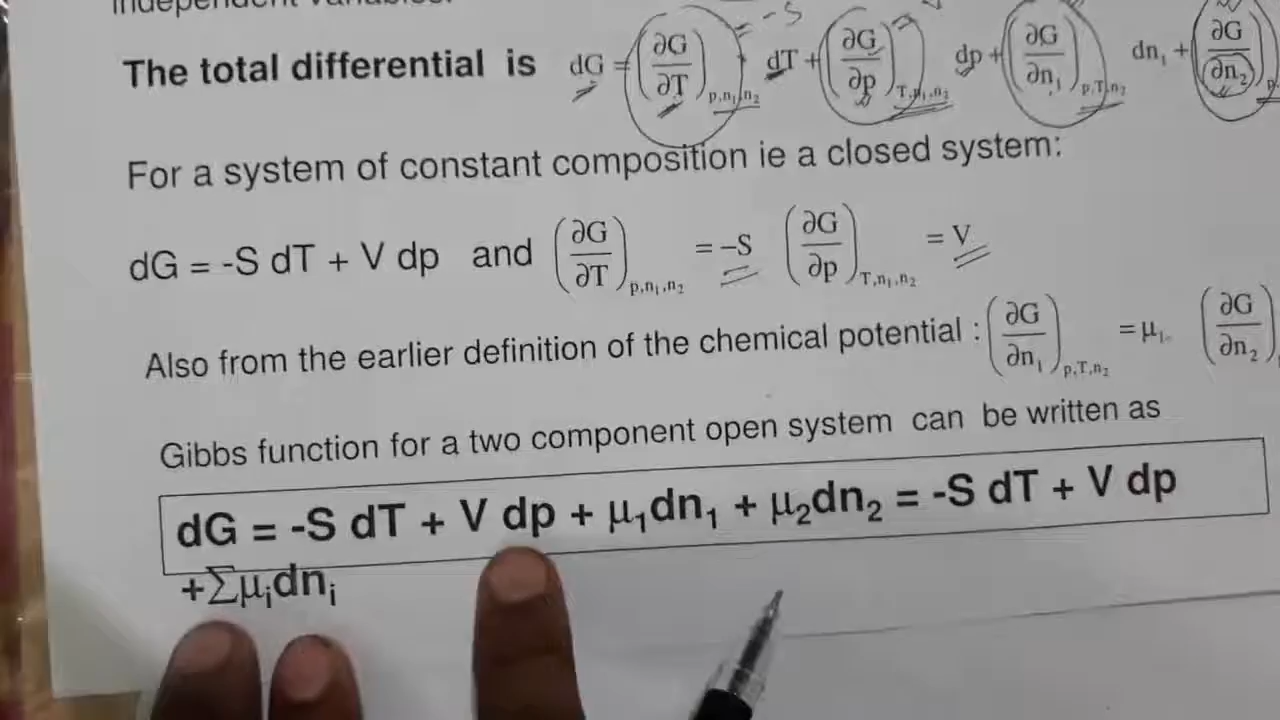 independent variables.
The total differential is dG = (∂G/∂T)p,n₁,n₂ = -S dT + (∂G/∂p)T,n₁,n₂ = V dp + (∂G/∂n₁)p,T,n₂ dn₁ + (∂G/∂n₂)p
For a system of constant composition ie a closed system:
dG = -S dT + V dp and (∂G/∂T)p,n₁,n₂ = -S (∂G/∂p)T,n₁,n₂ = V
Also from the earlier definition of the chemical potential : (∂G/∂n₁)p,T,n₂ = μ₁. (∂G/∂n₂)
Gibbs function for a two component open system can be written as
dG = -S dT + V dp + μ₁dn₁ + μ₂dn₂ = -S dT + V dp
+∑μᵢdnᵢ